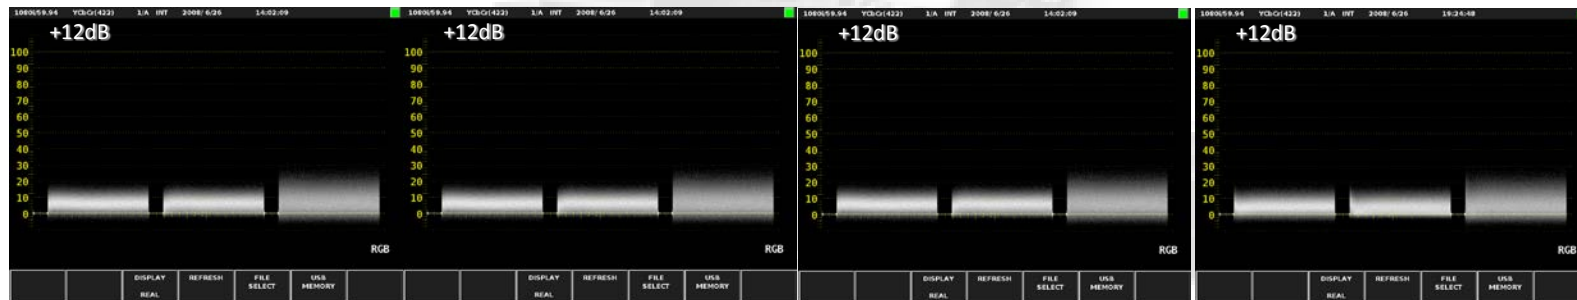 1080i/59.94 YCbCr(422) 1/A INT 2008/ 6/26 14:02:09
+12dB
100
90
80
70
60
50
40
30
20
10
0
RGB
DISPLAY REFRESH FILE USB
SELECT MEMORY
REAL
1080i/59.94 YCbCr(422) 1/A INT 2008/ 6/26 14:02:09
+12dB
100
90
80
70
60
50
40
30
20
10
0
RGB
DISPLAY REFRESH FILE USB
SELECT MEMORY
REAL
1080i/59.94 YCbCr(422) 1/A INT 2008/ 6/26 14:02:09
+12dB
100
90
80
70
60
50
40
30
20
10
0
RGB
DISPLAY REFRESH FILE USB
SELECT MEMORY
REAL
1080i/59.94 YCbCr(422) 1/A INT 2008/ 6/26 19:24:48
+12dB
100
90
80
70
60
50
40
30
20
10
0
RGB
DISPLAY REFRESH FILE USB
SELECT MEMORY
REAL